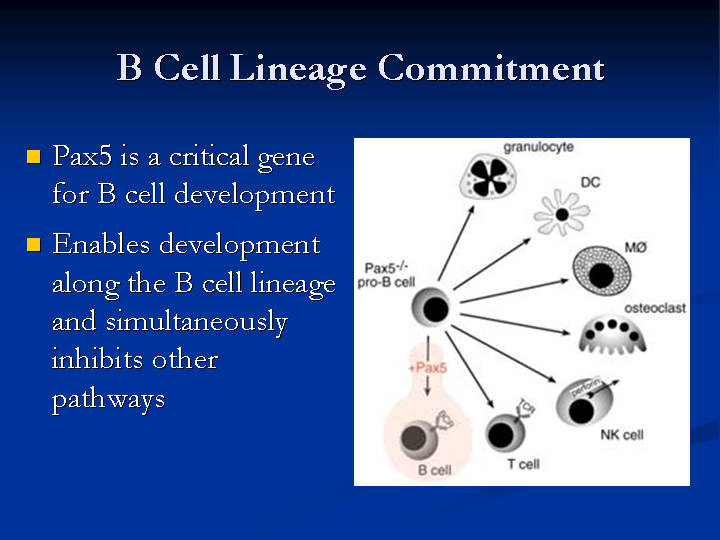 B Cell Lineage Commitment
Pax5 is a critical gene
for B cell development
Enables development
along the B cell lineage
and simultaneously
inhibits other
pathways
granulocyte
DC
MØ
Pax5-/-
pro-B cell
osteoclast
+Pax5
perforin
TCR
NK cell
B cell
T cell